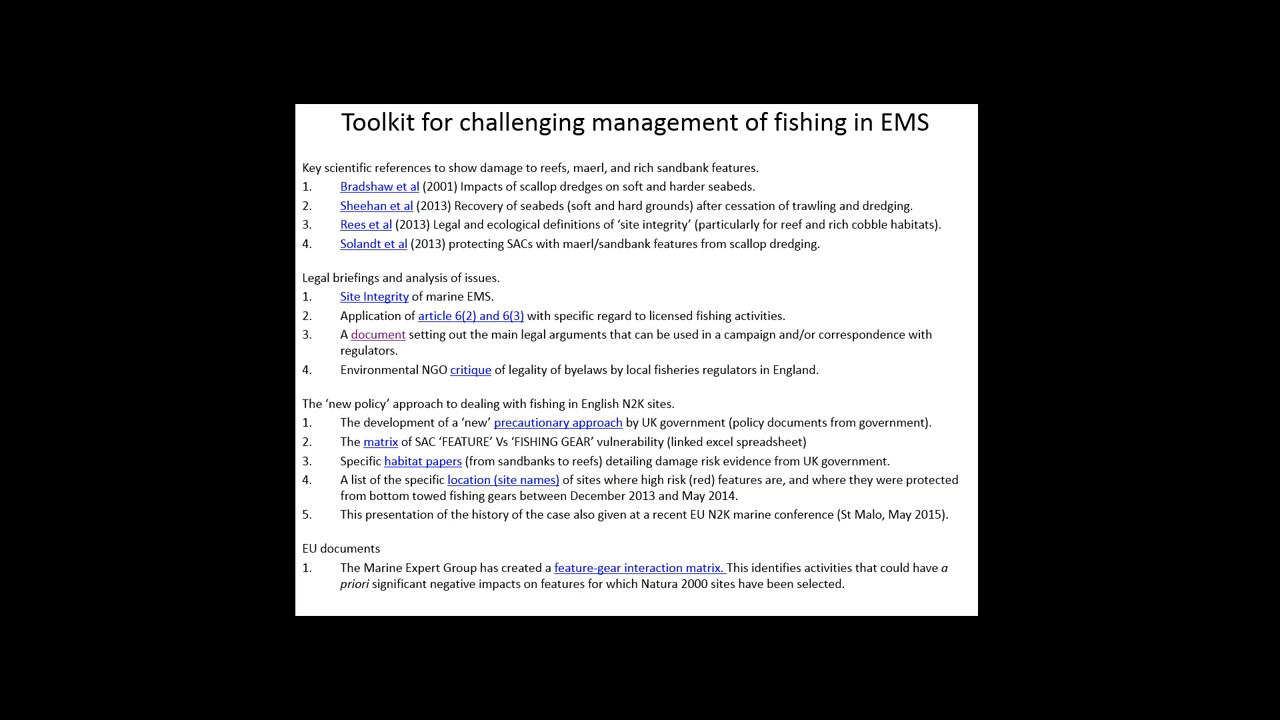 Toolkit for challenging management of fishing in EMS
Key scientific references to show damage to reefs, maerl, and rich sandbank features.
1. Bradshaw et al (2001) Impacts of scallop dredges on soft and harder seabeds.
2. Sheehan et al (2013) Recovery of seabeds (soft and hard grounds) after cessation of trawling and dredging.
3. Rees et al (2013) Legal and ecological definitions of ‘site integrity’ (particularly for reef and rich cobble habitats).
4. Solandt et al (2013) protecting SACs with maerl/sandbank features from scallop dredging.
Legal briefings and analysis of issues.
1. Site Integrity of marine EMS.
2. Application of article 6(2) and 6(3) with specific regard to licensed fishing activities.
3. A document setting out the main legal arguments that can be used in a campaign and/or correspondence with
regulators.
4. Environmental NGO critique of legality of byelaws by local fisheries regulators in England.
The ‘new policy’ approach to dealing with fishing in English N2K sites.
1. The development of a ‘new’ precautionary approach by UK government (policy documents from government).
2. The matrix of SAC ‘FEATURE’ Vs ‘FISHING GEAR’ vulnerability (linked excel spreadsheet)
3. Specific habitat papers (from sandbanks to reefs) detailing damage risk evidence from UK government.
4. A list of the specific location (site names) of sites where high risk (red) features are, and where they were protected
from bottom towed fishing gears between December 2013 and May 2014.
5. This presentation of the history of the case also given at a recent EU N2K marine conference (St Malo, May 2015).
EU documents
1. The Marine Expert Group has created a feature-gear interaction matrix. This identifies activities that could have a
priori significant negative impacts on features for which Natura 2000 sites have been selected.